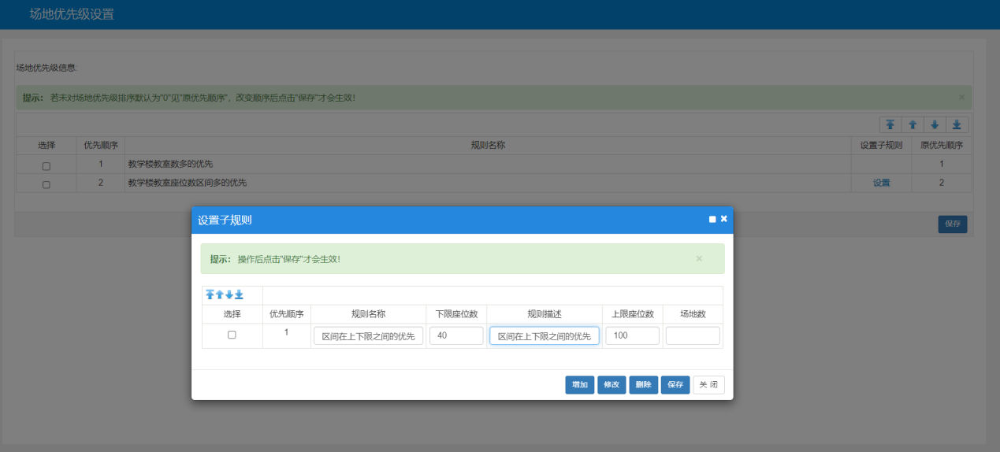 场地优先级设置
场地优先级信息:
提示： 若未对场地优先级排序默认为"0"见"原优先顺序"，改变顺序后点击"保存"才会生效! ×
选择 优先顺序 规则名称 设置子规则 原优先顺序
1 教学楼教室数多的优先 1
2 教学楼教室座位数区间多的优先 设置 2
保存
设置子规则
提示： 操作后点击"保存"才会生效! ×
选择 优先顺序 规则名称 下限座位数 规则描述 上限座位数 场地数
1 区间在上下限之间的优先 40 区间在上下限之间的优先 100
增加 修改 删除 保存 关 闭